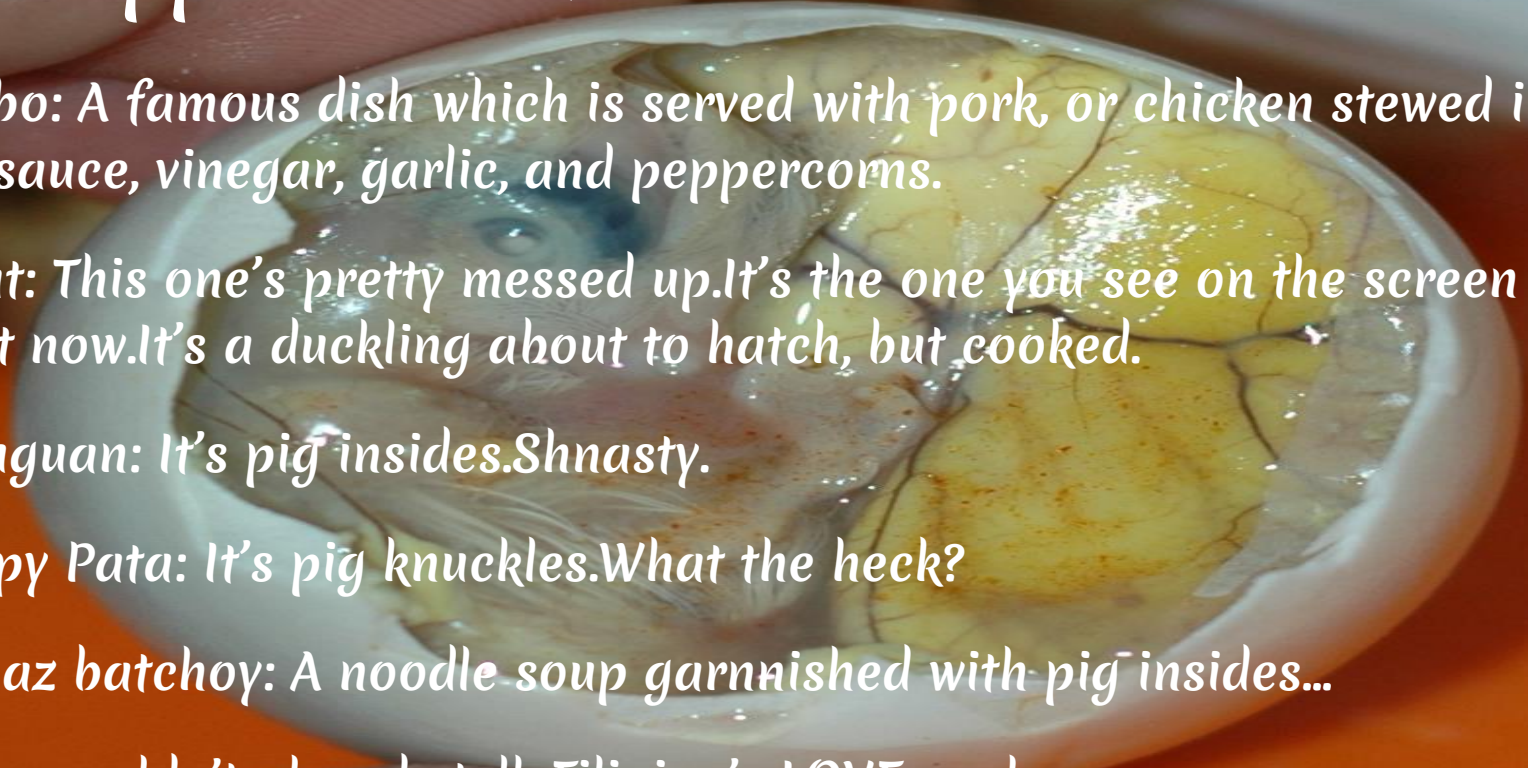 bo: A famous dish which is served with pork, or chicken stewed i
sauce, vinegar, garlic, and peppercorns.
t: This one's pretty messed up.It's the one you see on the screen
t now.It's a duckling about to hatch, but cooked.
guan: It's pig insides.Shnasty.
py Pata: It's pig knuckles.What the heck?
az batchoy: A noodle soup garnnished with pig insides...